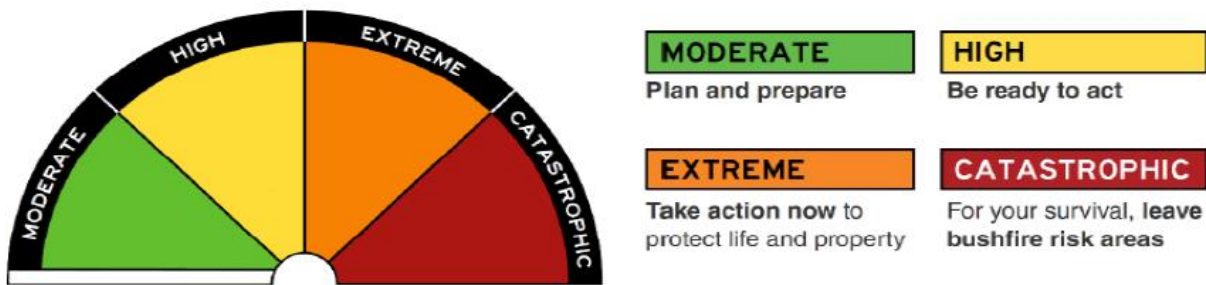 MODERATE
HIGH
EXTREME
CATASTROPHIC
MODERATE
Plan and prepare
HIGH
Be ready to act
EXTREME
Take action now to
protect life and property
CATASTROPHIC
For your survival, leave
bushfire risk areas